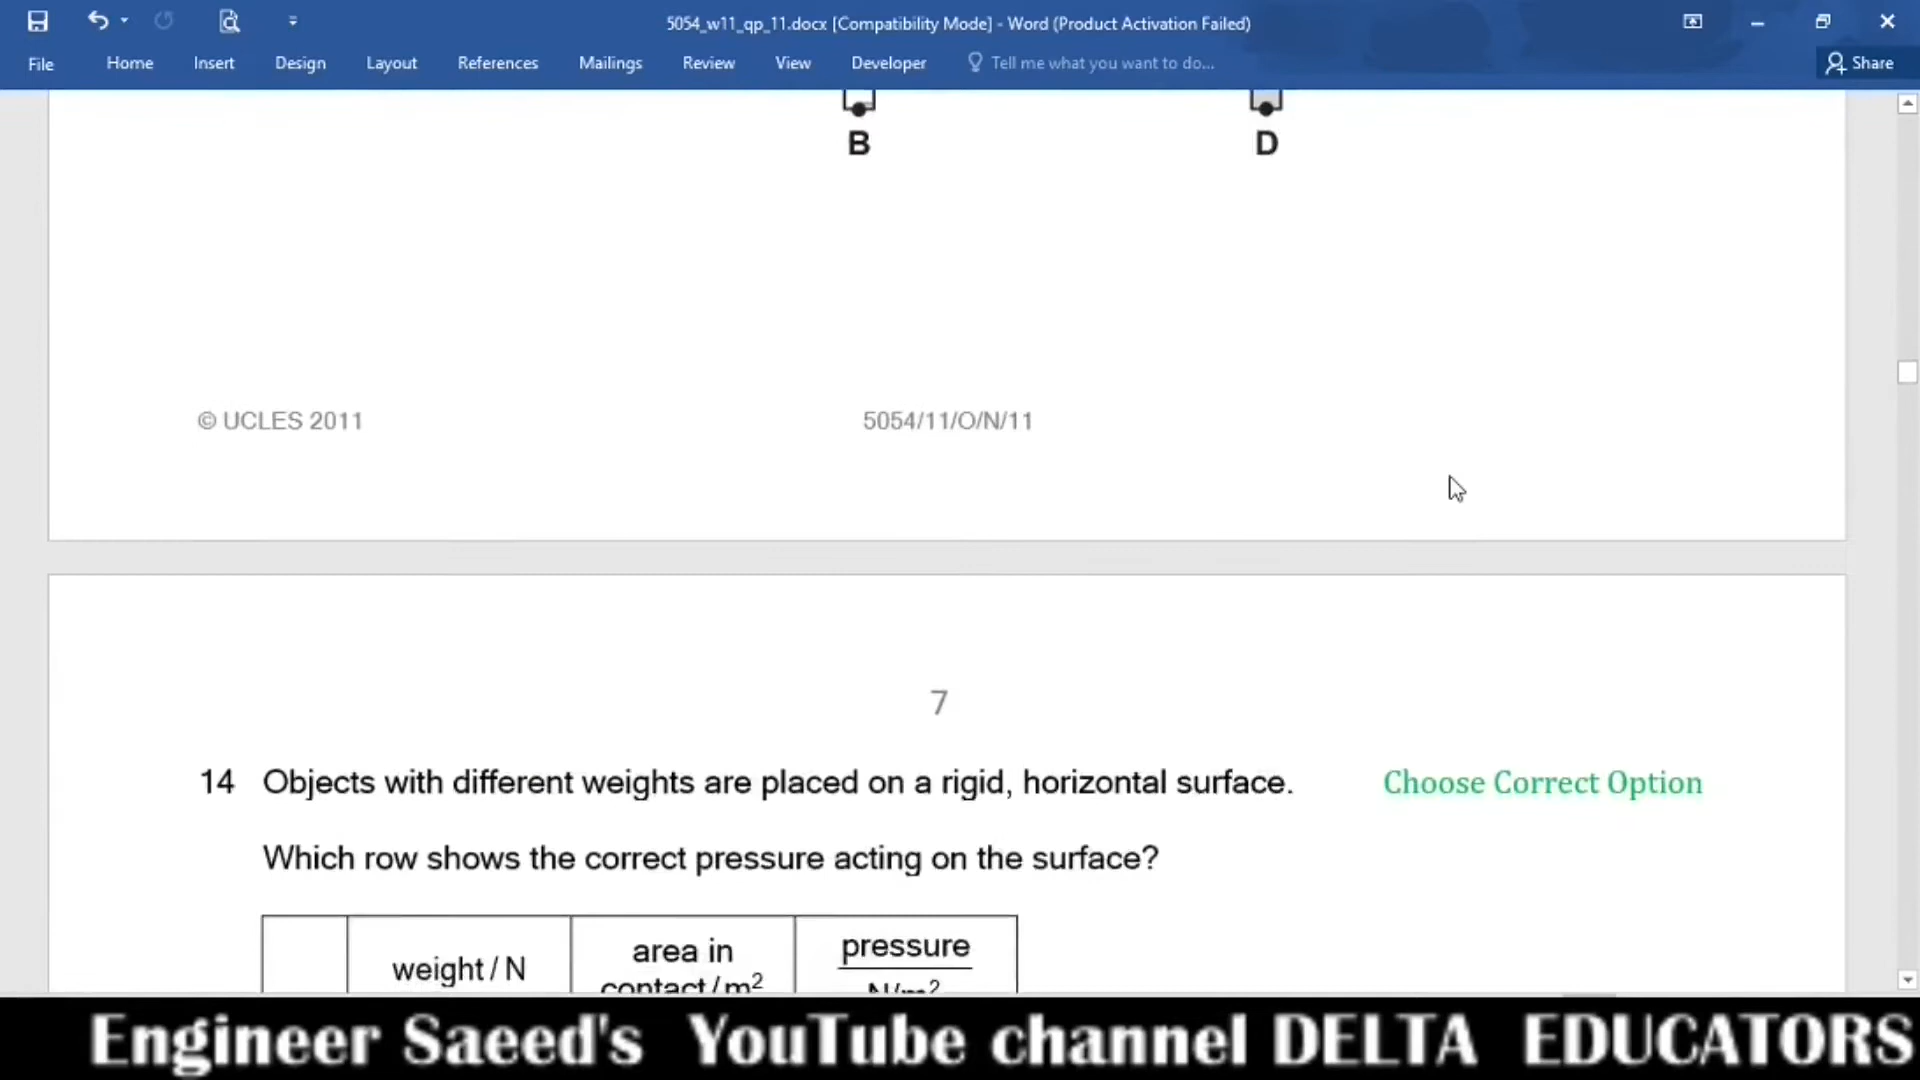 5054_w11_qp_11.docx [Compatibility Mode] - Word (Product Activation Failed)
File Home Insert Design Layout References Mailings Review View Developer Tell me what you want to do... Share
B D
© UCLES 2011 5054/11/O/N/11
7
14 Objects with different weights are placed on a rigid, horizontal surface. Choose Correct Option
Which row shows the correct pressure acting on the surface?
weight / N area in contact / m² pressure N/m²
Engineer Saeed's YouTube channel DELTA EDUCATORS